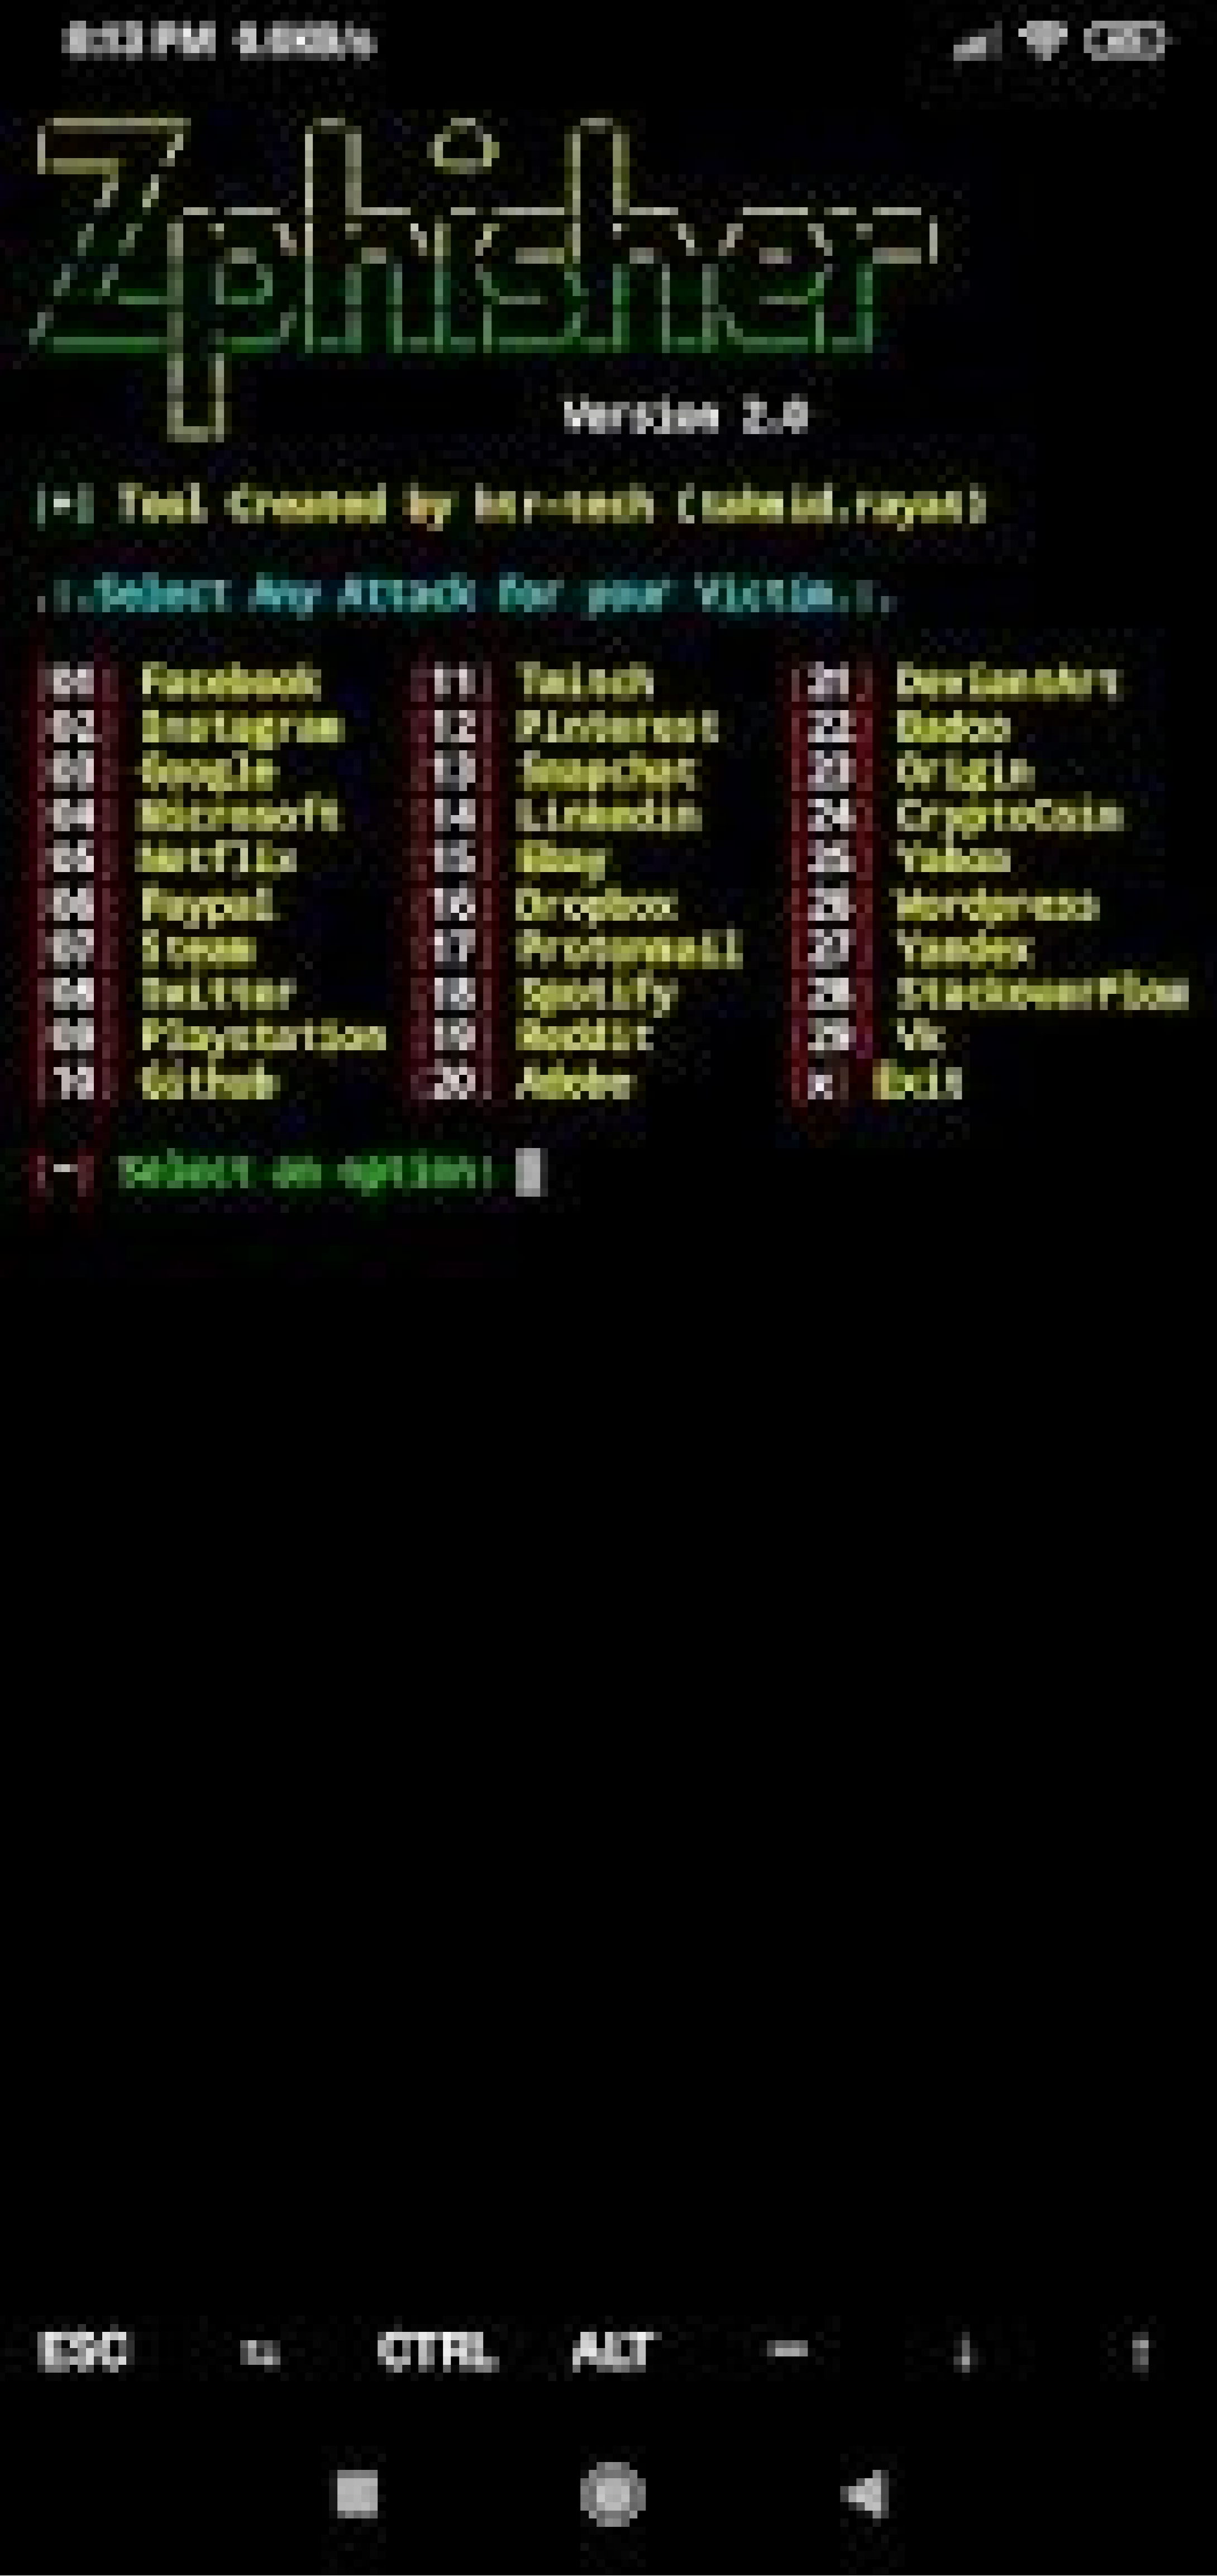 8:13 PM
Zphisher
Version 2.0
[-] Tool Created by htr-tech (tahmid.rayat)
.::.Select Any Attack for your Victim.::.
01 Facebook 11 Twitch 21 DeviantArt
02 Instagram 12 Pinterest 22 Badoo
03 Google 13 Snapchat 23 Origin
04 Microsoft 14 Linkedin 24 CryptoCoin
05 Netflix 15 Ebay 25 Yahoo
06 Paypal 16 Dropbox 26 Wordpress
07 Steam 17 Protonmail 27 Yandex
08 Twitter 18 Spotify 28 StackoverFlow
09 Playstation 19 Reddit 29 Vk
10 Github 20 Adobe x Exit
[-] Select an option:
ESC CTRL ALT